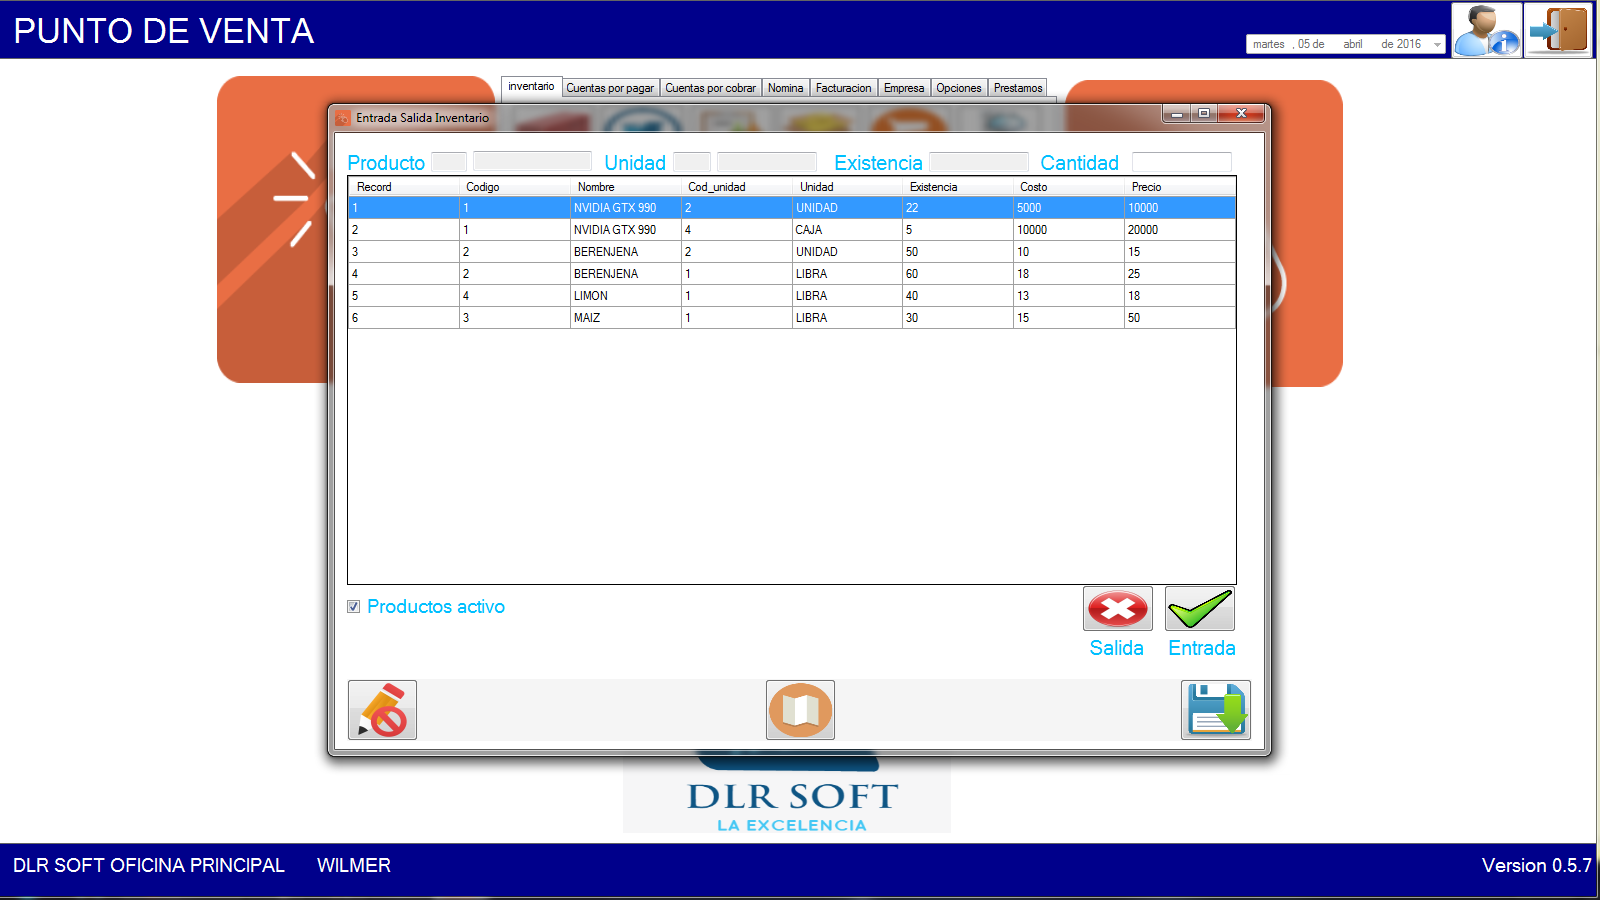 PUNTO DE VENTA
martes , 05 de abril de 2016
inventario Cuentas por pagar Cuentas por cobrar Nomina Facturacion Empresa Opciones Prestamos
Entrada Salida Inventario
Producto Unidad Existencia Cantidad
Record Codigo Nombre Cod_unidad Unidad Existencia Costo Precio
1 1 NVIDIA GTX 990 2 UNIDAD 22 5000 10000
2 1 NVIDIA GTX 990 4 CAJA 5 10000 20000
3 2 BERENJENA 2 UNIDAD 50 10 15
4 2 BERENJENA 1 LIBRA 60 18 25
5 4 LIMON 1 LIBRA 40 13 18
6 3 MAIZ 1 LIBRA 30 15 50
Productos activo
Salida Entrada
DLR SOFT
LA EXCELENCIA
DLR SOFT OFICINA PRINCIPAL WILMER Version 0.5.7